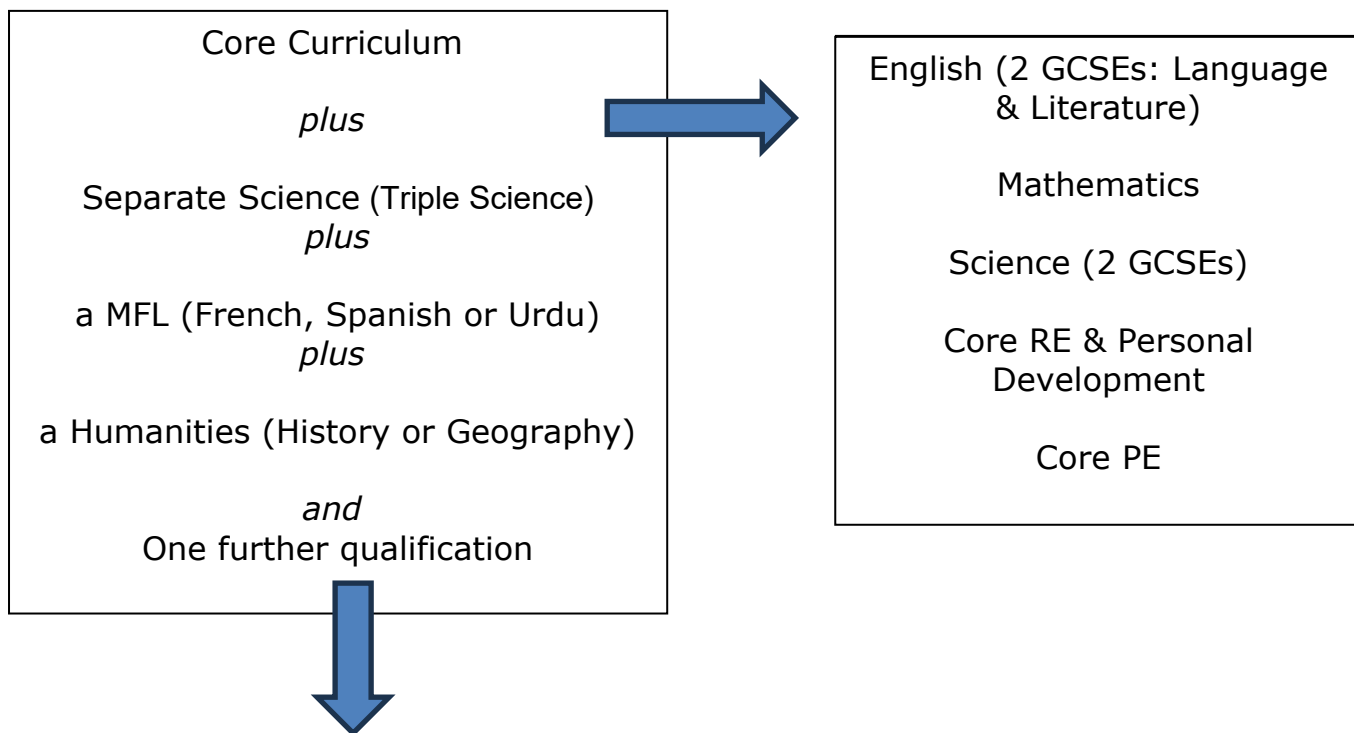 Core Curriculum
plus
Separate Science (Triple Science)
plus
a MFL (French, Spanish or Urdu)
plus
a Humanities (History or Geography)
and
One further qualification
English (2 GCSEs: Language
& Literature)
Mathematics
Science (2 GCSEs)
Core RE & Personal
Development
Core PE